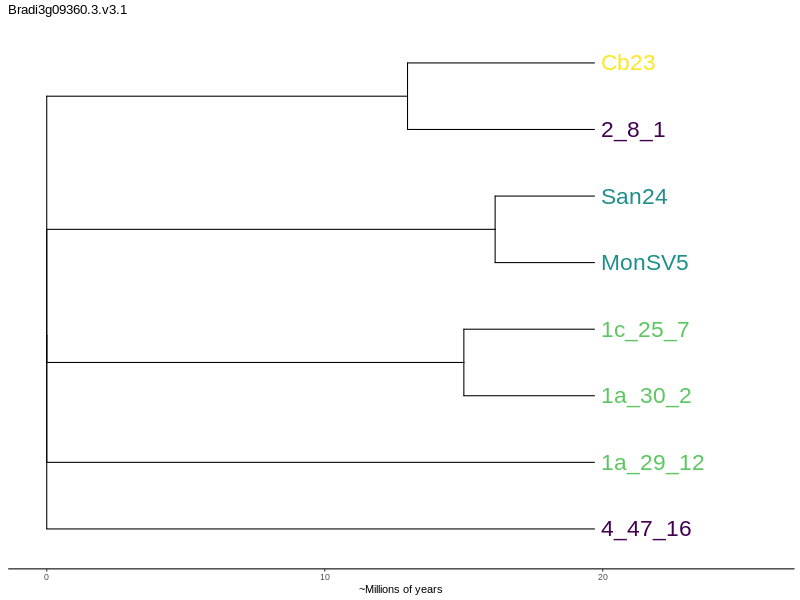 Bradi3g09360.3.v3.1
Cb23
2_8_1
San24
MonSV5
1c_25_7
1a_30_2
1a_29_12
4_47_16
0 10 20
~Millions of years